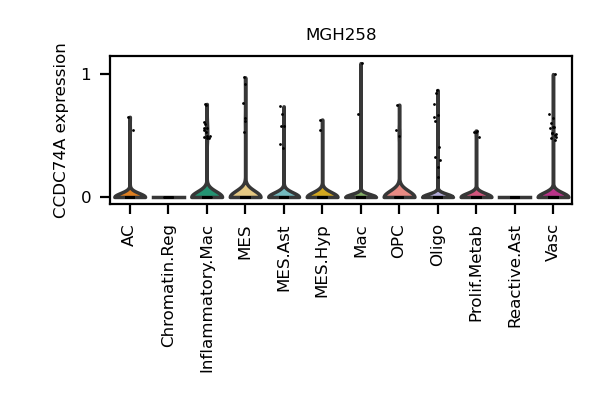 MGH258
CCDC74A expression
1
0
AC
Chromatin.Reg
Inflammatory.Mac
MES
MES.Ast
MES.Hyp
Mac
OPC
Oligo
Prolif.Metab
Reactive.Ast
Vasc